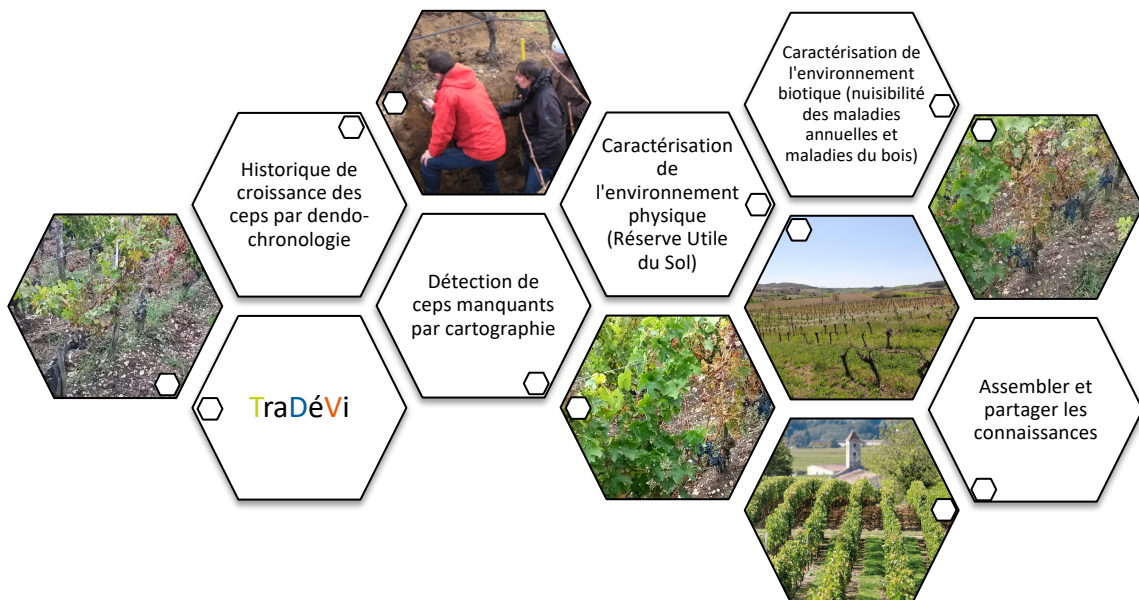 Historique de
croissance des
ceps par dendo-
chronologie
TraDéVi
Détection de
ceps manquants
par cartographie
Caractérisation
de
l'environnement
physique
(Réserve Utile
du Sol)
Caractérisation de
l'environnement
biotique (nuisibilité
des maladies
annuelles et
maladies du bois)
Assembler et
partager les
connaissances